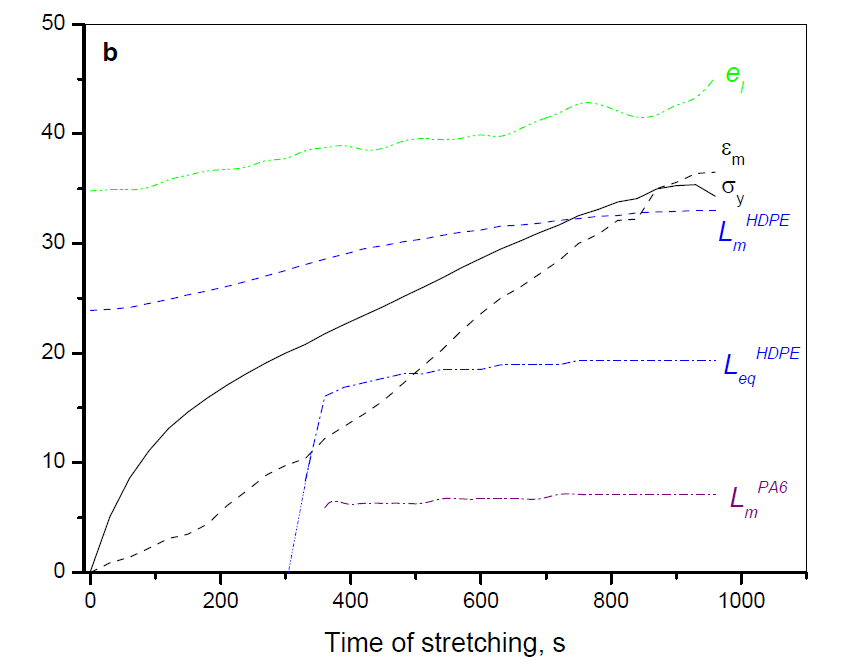 b
50
40
30
20
10
0
e_l
ε_m
σ_y
L_m^HDPE
L_eq^HDPE
L_m^PA6
0 200 400 600 800 1000
Time of stretching, s